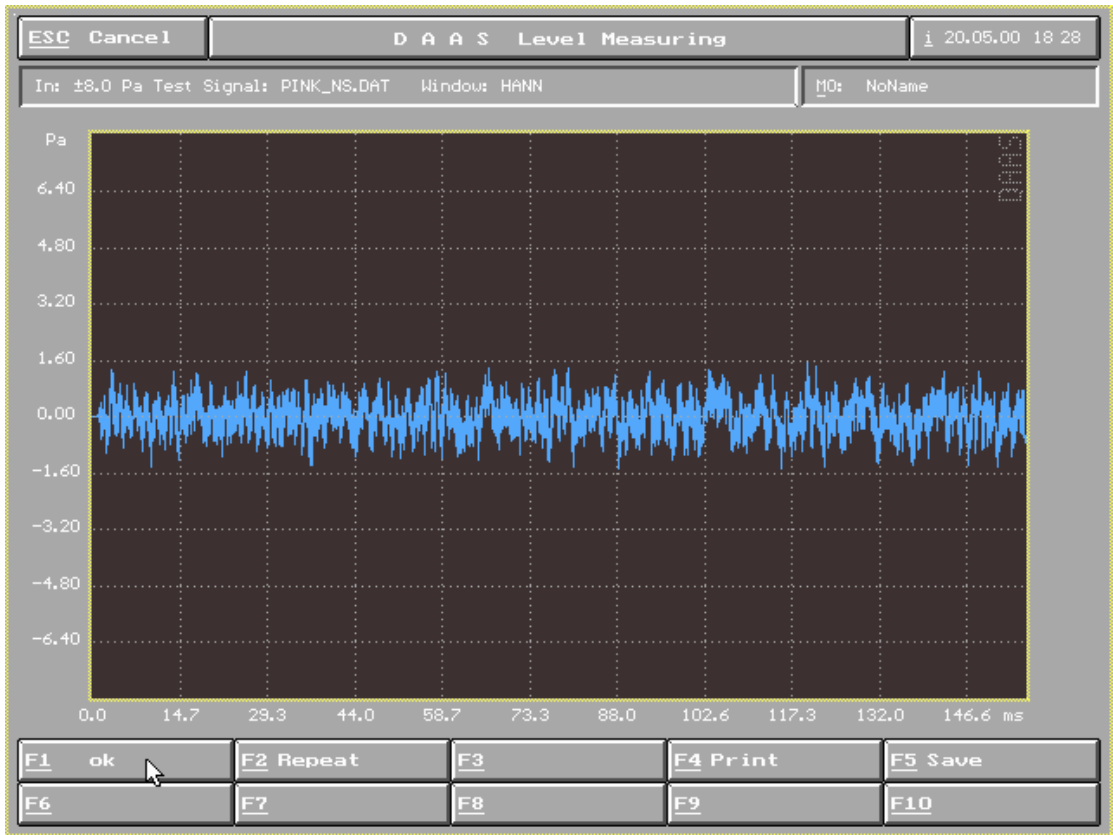 ESC Cancel D A A S Level Measuring i 20.05.00 18 28
In: ±8.0 Pa Test Signal: PINK_NS.DAT Window: HANN MO: NoName
Pa
DAAS
6.40
4.80
3.20
1.60
0.00
-1.60
-3.20
-4.80
-6.40
0.0 14.7 29.3 44.0 58.7 73.3 88.0 102.6 117.3 132.0 146.6 ms
F1 ok F2 Repeat F3 F4 Print F5 Save
F6 F7 F8 F9 F10